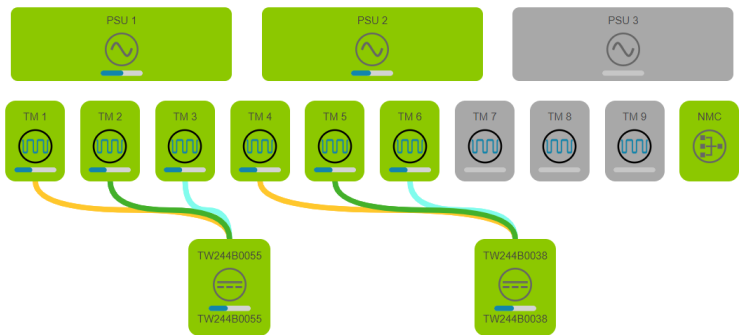 PSU 1
PSU 2
PSU 3
TM 1
TM 2
TM 3
TM 4
TM 5
TM 6
TM 7
TM 8
TM 9
NMC
TW244B0055
TW244B0055
TW244B0038
TW244B0038